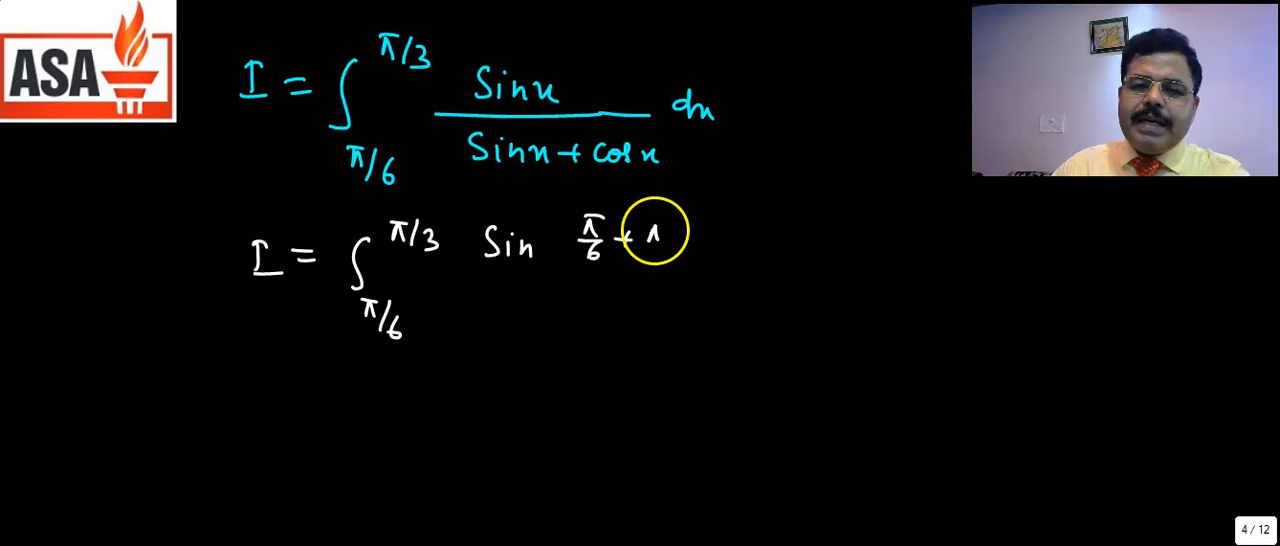 ASA
I = ∫ π/3 Sinx dx
π/6 Sinx + cosx
I = ∫ π/3 Sin π/6 +
π/6
4 / 12